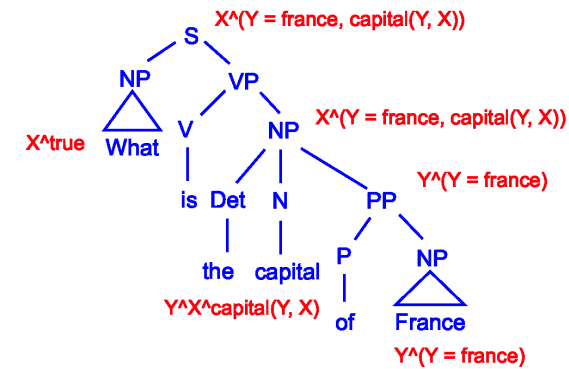 X^(Y = france, capital(Y, X))
S
NP VP
X^(Y = france, capital(Y, X))
X^true What V NP
Y^(Y = france)
is Det N PP
the capital P NP
Y^X^capital(Y, X)
of France
Y^(Y = france)